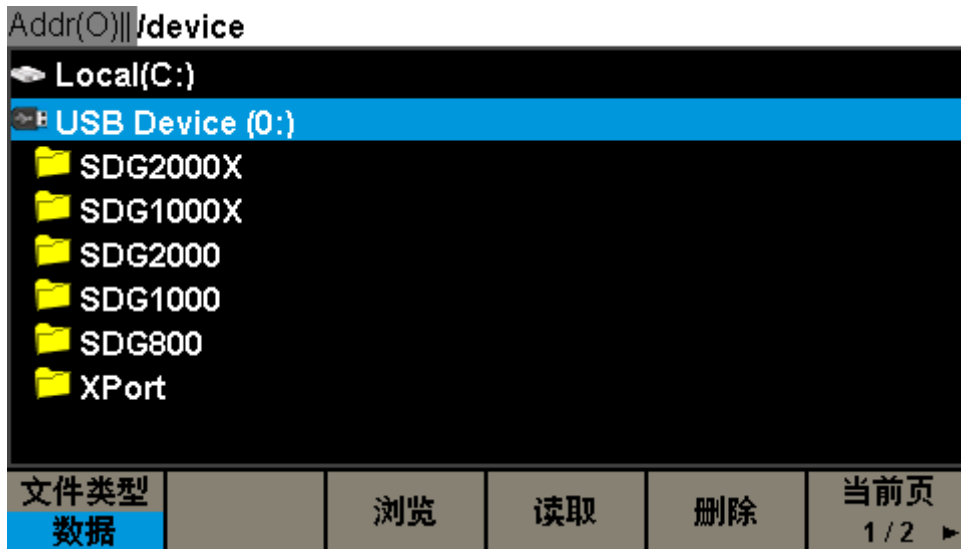 Addr(O)|| /device
Local(C:)
USB Device (0:)
SDG2000X
SDG1000X
SDG2000
SDG1000
SDG800
XPort
文件类型 浏览 读取 删除 当前页
数据 1/2 ►